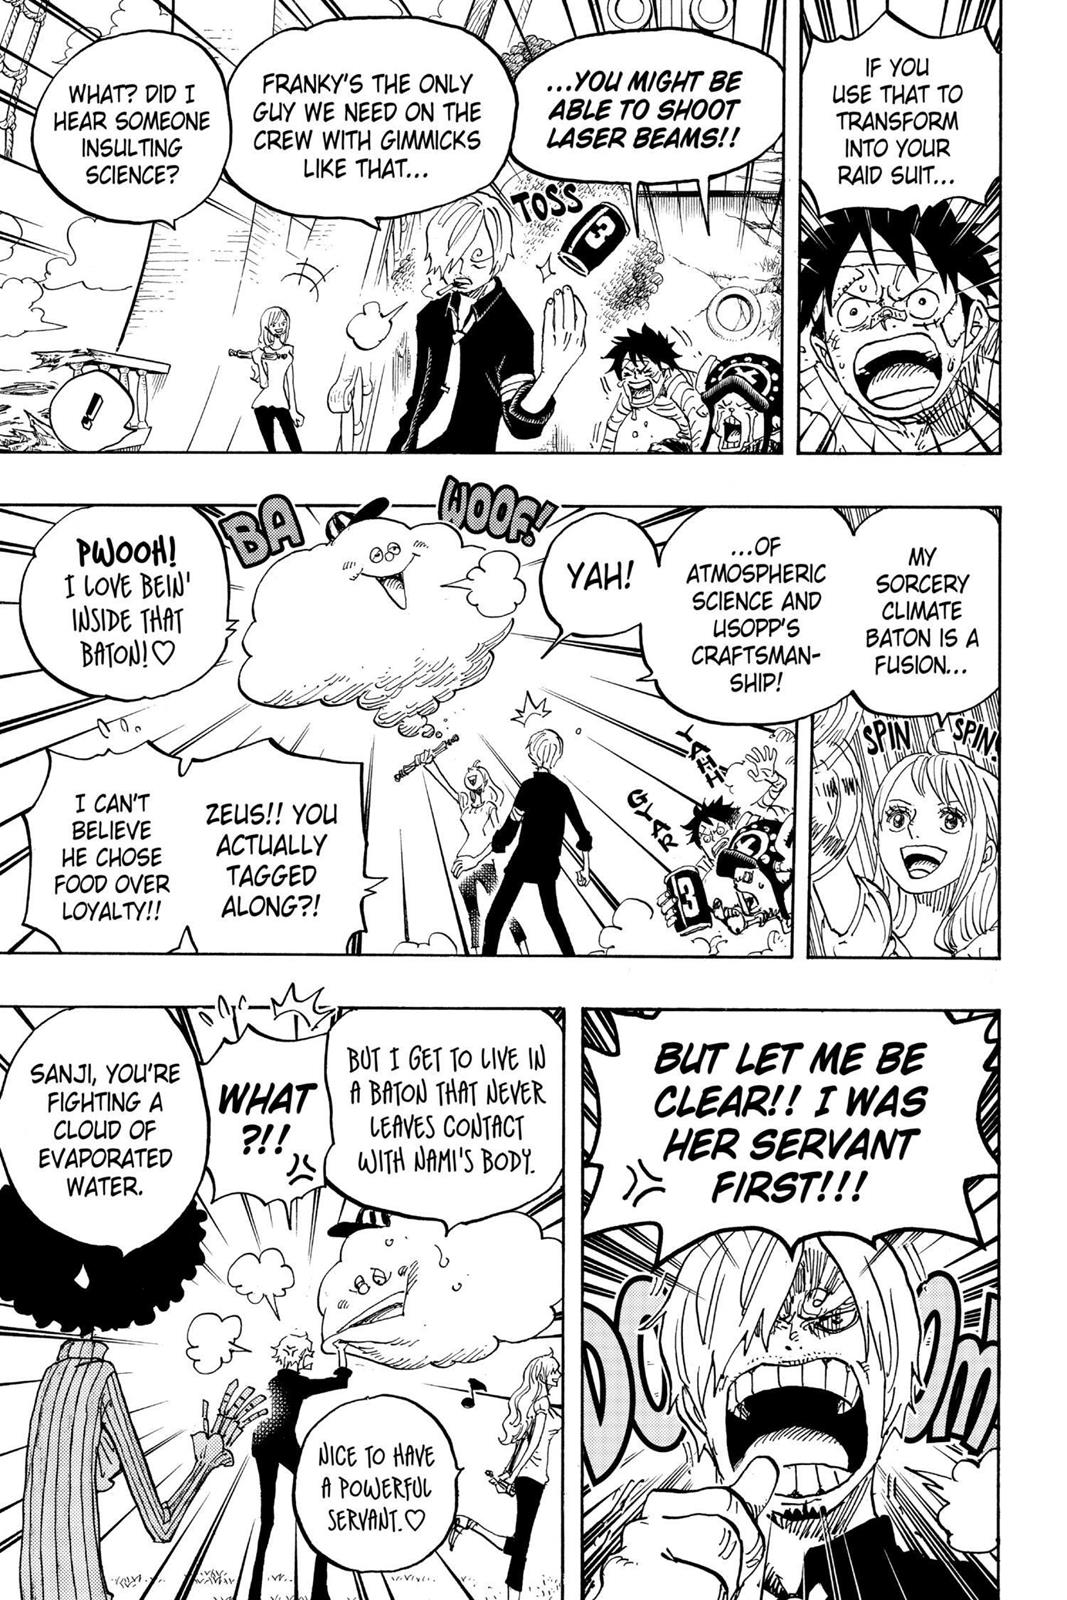 IF YOU
USE THAT TO
TRANSFORM
INTO YOUR
RAID SUIT...
...YOU MIGHT BE
ABLE TO SHOOT
LASER BEAMS!!
TOSS
3
FRANKY'S THE ONLY
GUY WE NEED ON THE
CREW WITH GIMMICKS
LIKE THAT...
WHAT? DID I
HEAR SOMEONE
INSULTING
SCIENCE?
!
MY
SORCERY
CLIMATE
BATON IS A
FUSION...
SPIN
SPIN!
...OF
ATMOSPHERIC
SCIENCE AND
USOPP'S
CRAFTSMAN-
SHIP!
YAH!
WOOF!
BA
PWOOH!
I LOVE BEIN'
INSIDE THAT
BATON!♡
YAHH
GYAR
3
ZEUS!! YOU
ACTUALLY
TAGGED
ALONG?!
I CAN'T
BELIEVE
HE CHOSE
FOOD OVER
LOYALTY!!
BUT LET ME BE
CLEAR!! I WAS
HER SERVANT
FIRST!!!
DOOM
BUT I GET TO LIVE IN
A BATON THAT NEVER
LEAVES CONTACT
WITH NAMI'S BODY.
WHAT
?!!
SANJI, YOU'RE
FIGHTING A
CLOUD OF
EVAPORATED
WATER.
NICE TO HAVE
A POWERFUL
SERVANT.♡